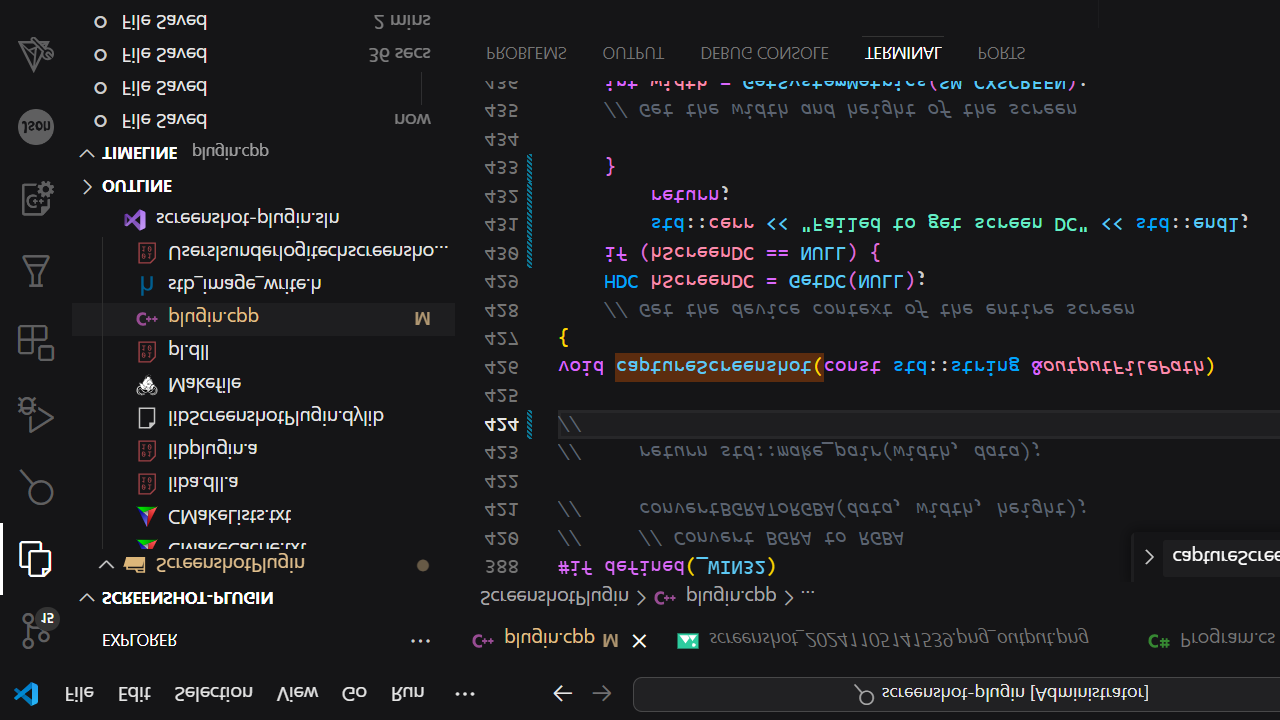 File Edit Selection View Go Run ...
screenshot-plugin [Administrator]
EXPLORER ...
plugin.cpp M
screenshot_20241105141539.png_output.png
C# Program.cs
ScreenshotPlugin > plugin.cpp > ...
15
SCREENSHOT-PLUGIN
ScreenshotPlugin
CMakeCache.txt
CMakeLists.txt
liba.dll.a
libplugin.a
libScreenshotPlugin.dylib
Makefile
pl.dll
plugin.cpp M
stb_image_write.h
Userslsunderlogitechscreensho...
screenshot-plugin.sln
OUTLINE
TIMELINE plugin.cpp
File Saved now
File Saved
File Saved 36 secs
File Saved 2 mins
Json
captureScree
388 #if defined(_WIN32)
420 //     // Convert BGRA to RGBA
421 //     convertBGRAToRGBA(data, width, height);
422
423 //     return std::make_pair(width, data);
424 //
425
426 void captureScreenshot(const std::string &outputFilePath)
427 {
428     // Get the device context of the entire screen
429     HDC hScreenDC = GetDC(NULL);
430     if (hScreenDC == NULL) {
431         std::cerr << "Failed to get screen DC" << std::endl;
432         return;
433     }
434
435     // Get the width and height of the screen
436     int width = GetSystemMetrics(SM_CXSCREEN);
PROBLEMS OUTPUT DEBUG CONSOLE TERMINAL PORTS